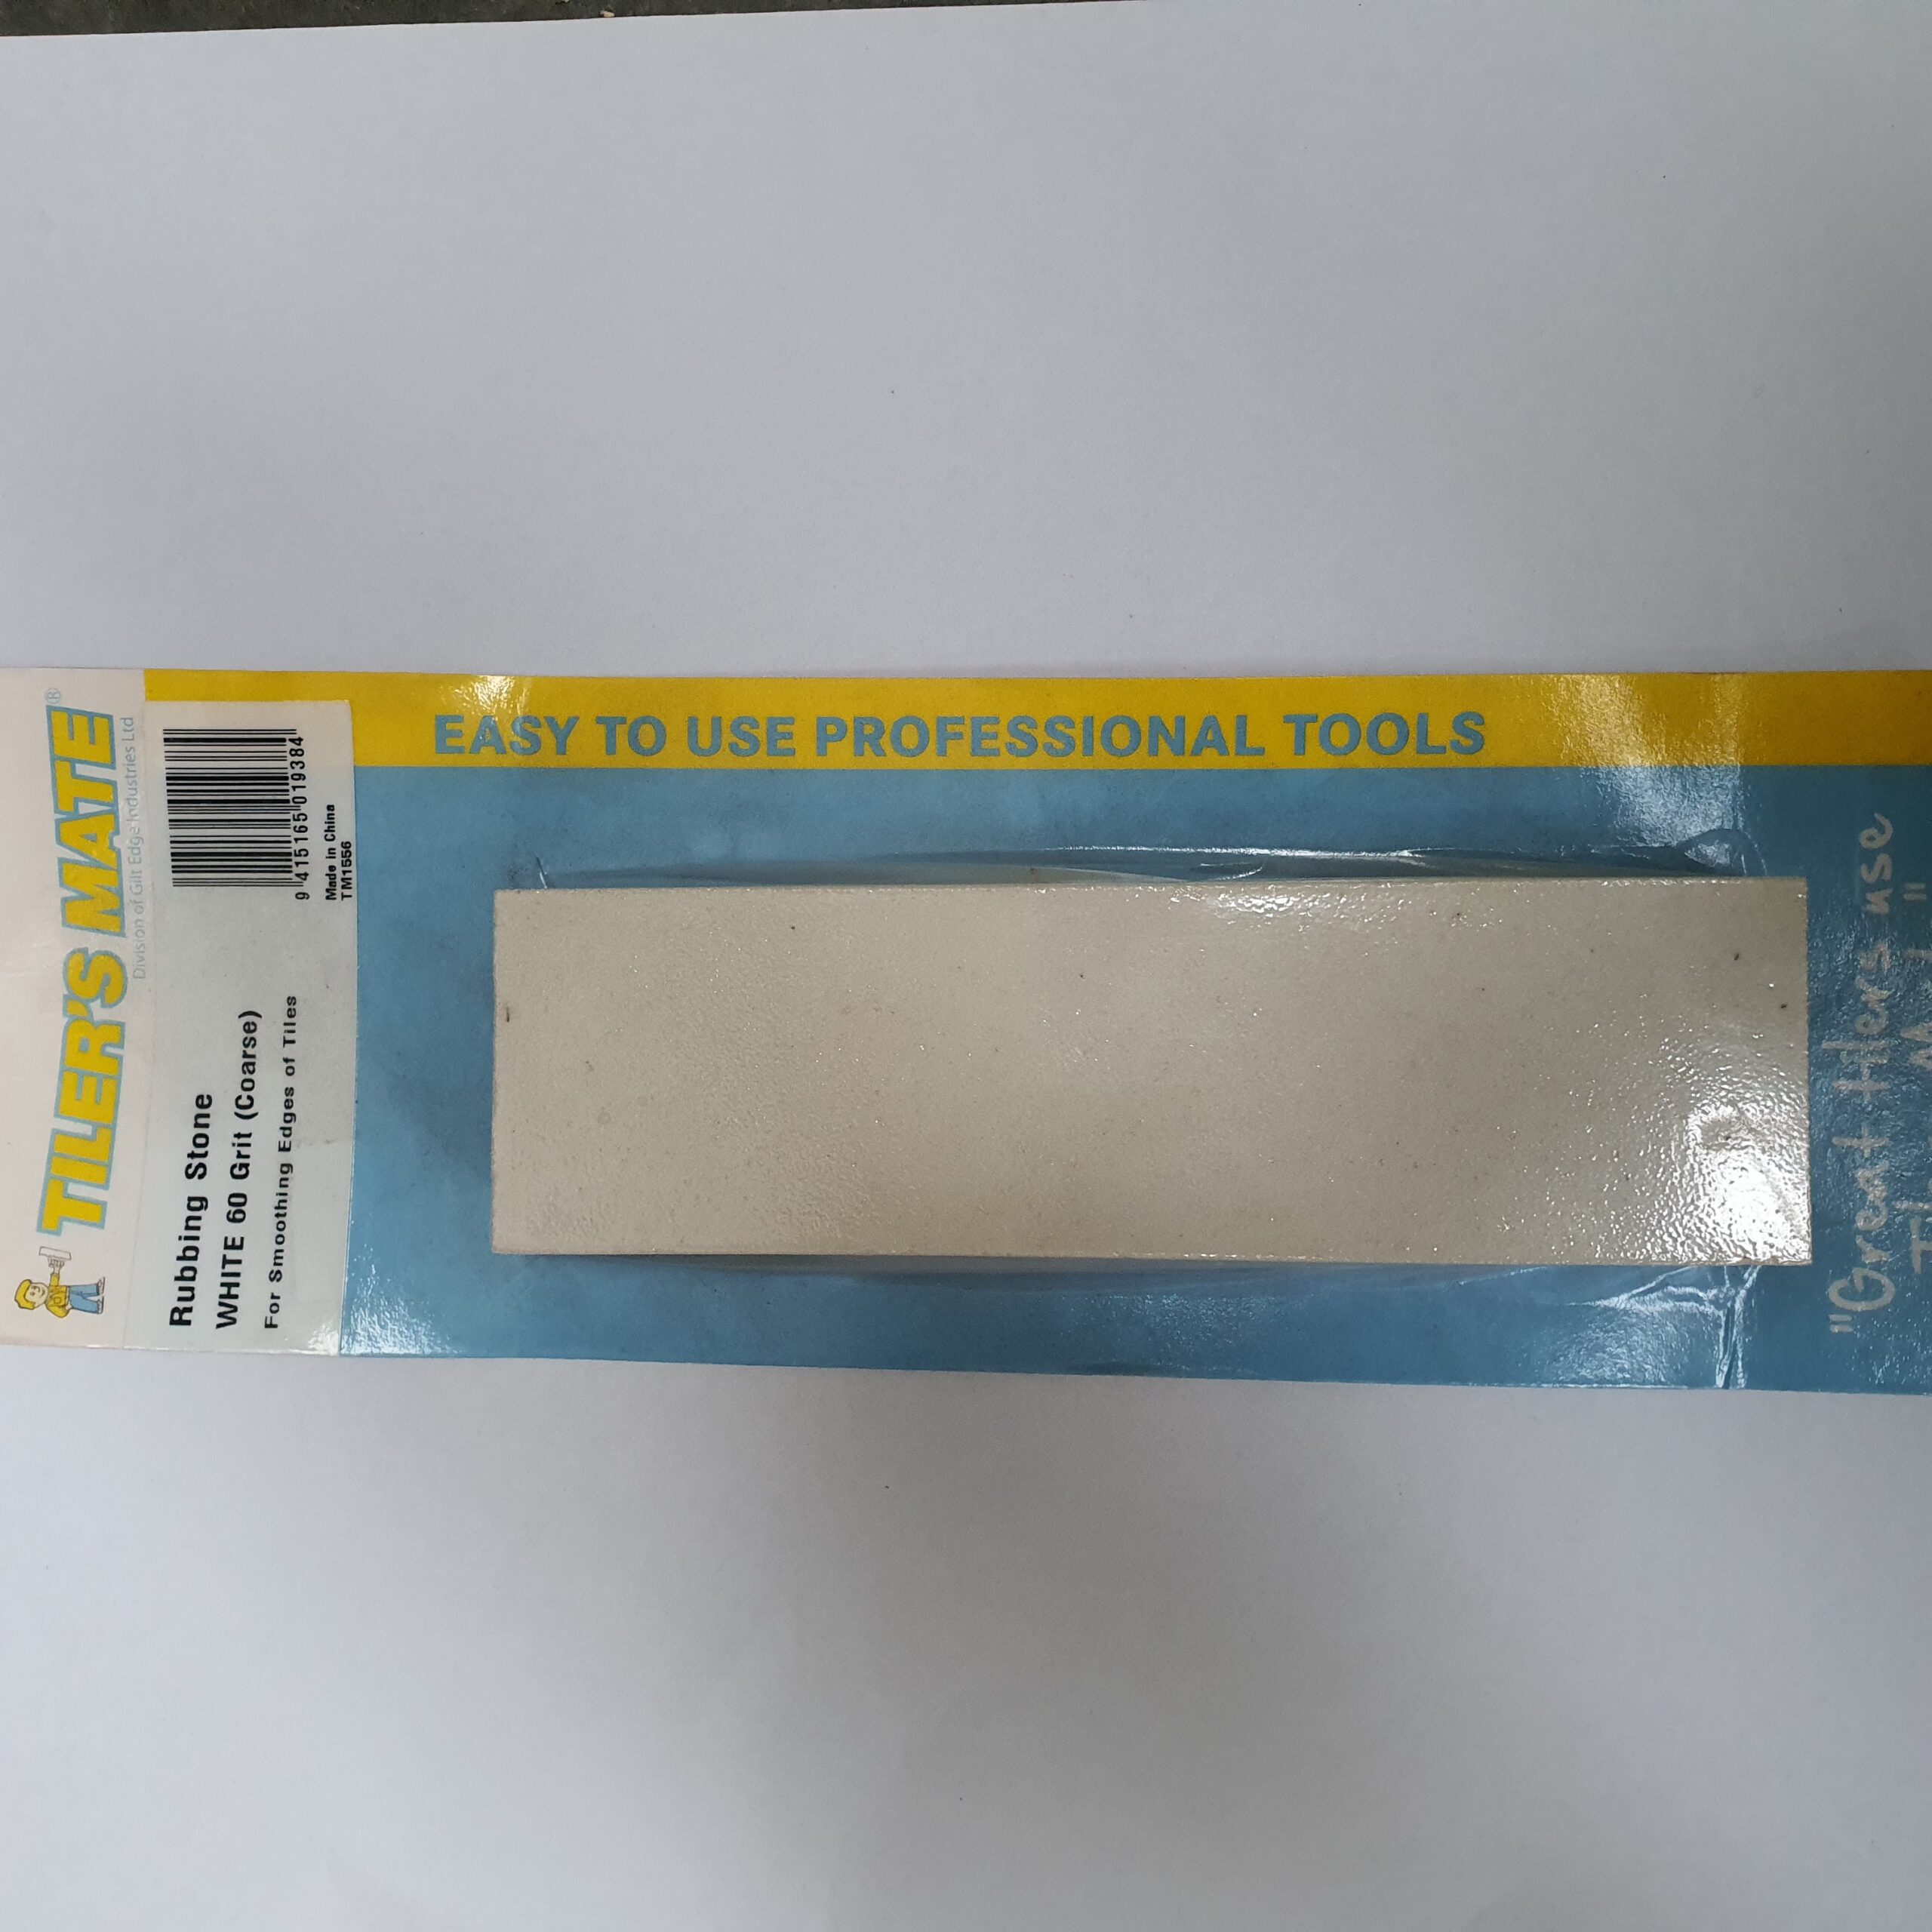 TILER'S MATE®
Division of Gilt Edge Industries Ltd
Rubbing Stone
WHITE 60 Grit (Coarse)
For Smoothing Edges of Tiles
9 415165 019384
Made in China
TM1556
EASY TO USE PROFESSIONAL TOOLS
"Great tilers use
"